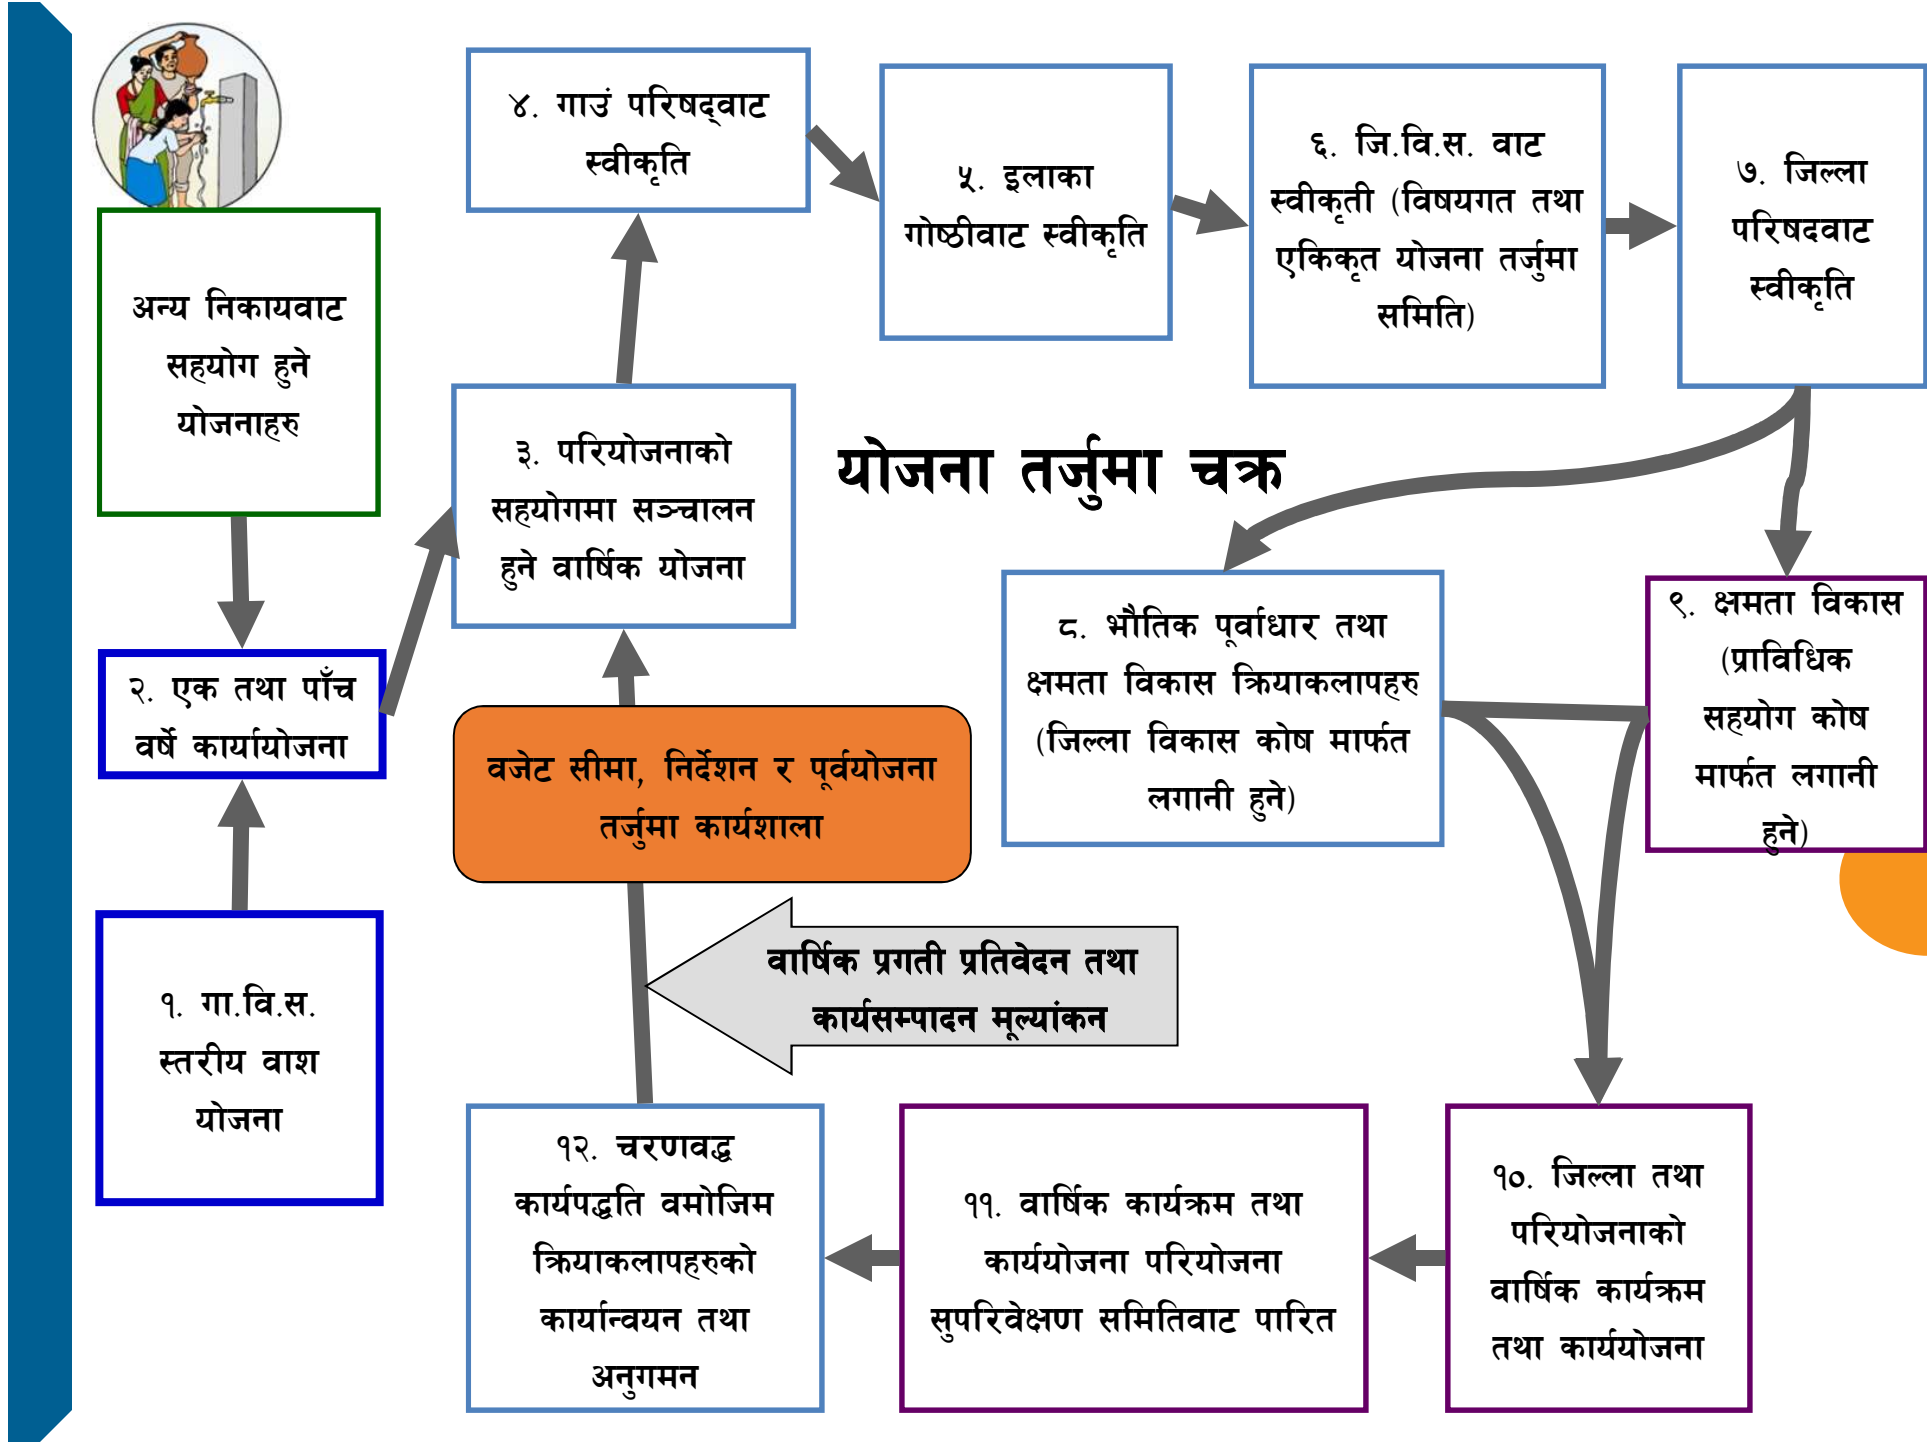 ४. गाउं परिषद्वाट
स्वीकृति
५. इलाका
गोष्ठीवाट स्वीकृति
६. जि.वि.स. वाट
स्वीकृती (विषयगत तथा
एकिकृत योजना तर्जुमा
समिति)
७. जिल्ला
परिषदवाट
स्वीकृति
अन्य निकायवाट
सहयोग हुने
योजनाहरु
३. परियोजनाको
सहयोगमा सञ्चालन
हुने वार्षिक योजना
योजना तर्जुमा चक्र
८. भौतिक पूर्वाधार तथा
क्षमता विकास क्रियाकलापहरु
(जिल्ला विकास कोष मार्फत
लगानी हुने)
९. क्षमता विकास
(प्राविधिक
सहयोग कोष
मार्फत लगानी
हुने)
२. एक तथा पाँच
वर्षे कार्यायोजना
वजेट सीमा, निर्देशन र पूर्वयोजना
तर्जुमा कार्यशाला
वार्षिक प्रगती प्रतिवेदन तथा
कार्यसम्पादन मूल्यांकन
१. गा.वि.स.
स्तरीय वाश
योजना
१२. चरणवद्ध
कार्यपद्धति वमोजिम
क्रियाकलापहरुको
कार्यान्वयन तथा
अनुगमन
११. वार्षिक कार्यक्रम तथा
कार्ययोजना परियोजना
सुपरिवेक्षण समितिवाट पारित
१०. जिल्ला तथा
परियोजनाको
वार्षिक कार्यक्रम
तथा कार्ययोजना